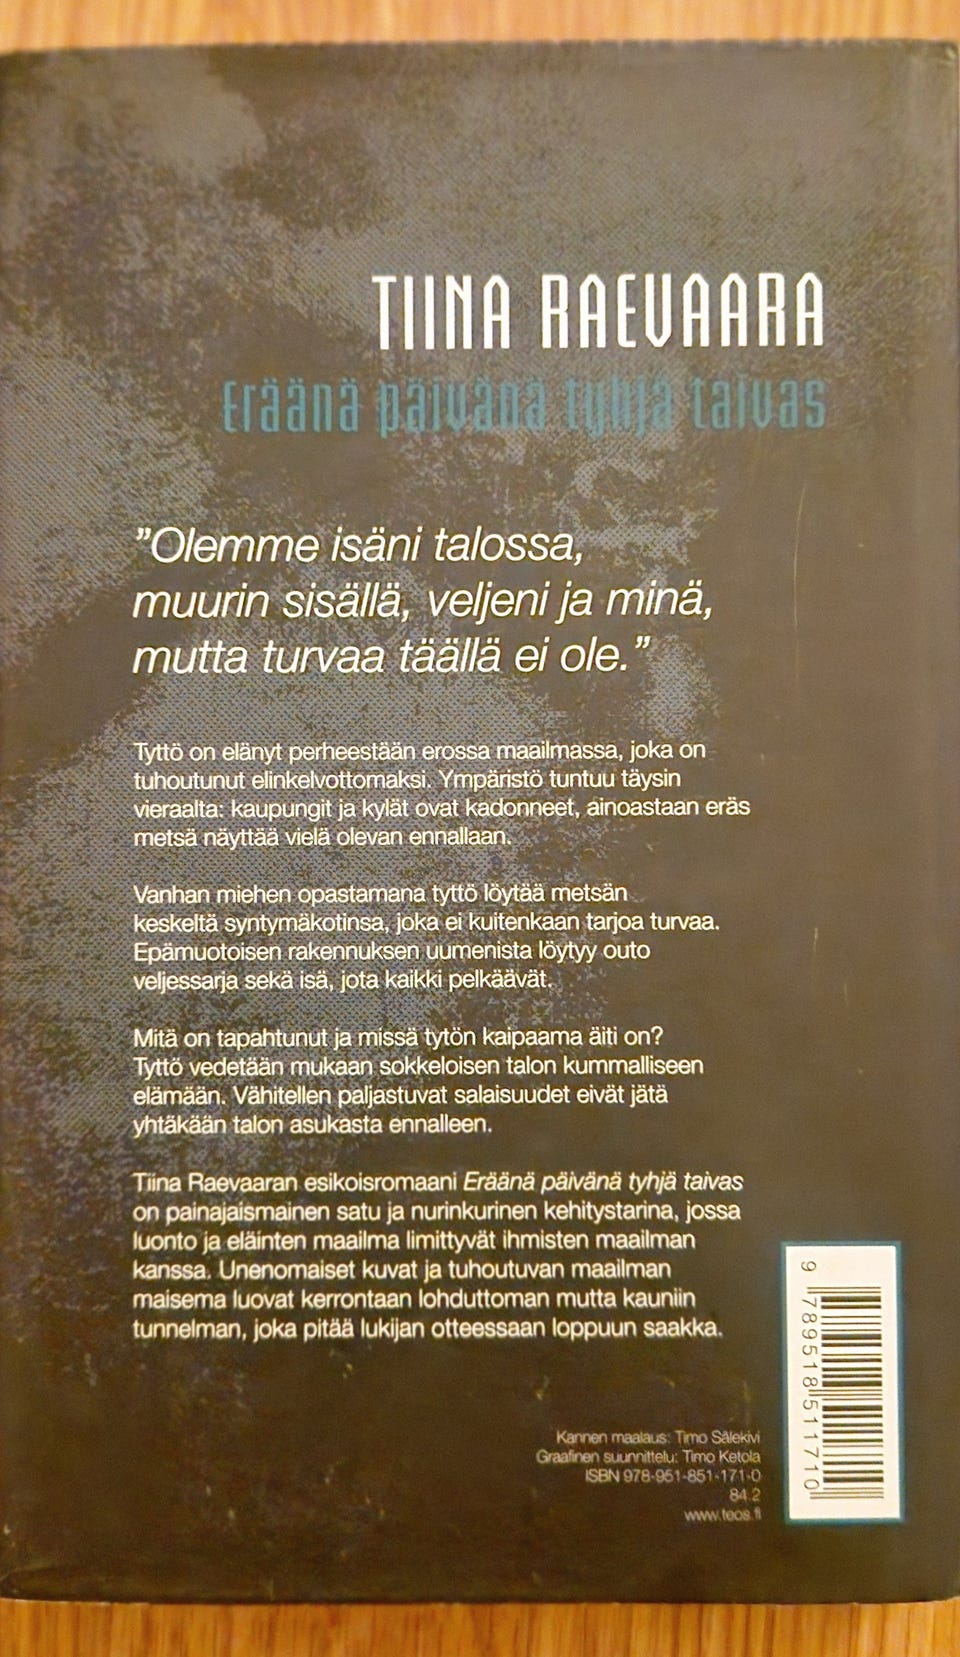 TIINA RAEVAARA
Eräänä päivänä tyhjä taivas
”Olemme isäni talossa,
muurin sisällä, veljeni ja minä,
mutta turvaa täällä ei ole.”
Tyttö on elänyt perheestään erossa maailmassa, joka on
tuhoutunut elinkelvottomaksi. Ympäristö tuntuu täysin
vieraalta: kaupungit ja kylät ovat kadonneet, ainoastaan eräs
metsä näyttää vielä olevan ennallaan.
Vanhan miehen opastamana tyttö löytää metsän
keskeltä syntymäkotinsa, joka ei kuitenkaan tarjoa turvaa.
Epämuotoisen rakennuksen uumenista löytyy outo
veljessarja sekä isä, jota kaikki pelkäävät.
Mitä on tapahtunut ja missä tytön kaipaama äiti on?
Tyttö vedetään mukaan sokkeloisen talon kummalliseen
elämään. Vähitellen paljastuvat salaisuudet eivät jätä
yhtäkään talon asukasta ennalleen.
Tiina Raevaaran esikoisromaani Eräänä päivänä tyhjä taivas
on painajaismainen satu ja nurinkurinen kehitystarina, jossa
luonto ja eläinten maailma limittyvät ihmisten maailman
kanssa. Unenomaiset kuvat ja tuhoutuvan maailman
maisema luovat kerrontaan lohduttoman mutta kauniin
tunnelman, joka pitää lukijan otteessaan loppuun saakka.
Kannen maalaus: Timo Sälekivi
Graafinen suunnittelu: Timo Ketola
ISBN 978-951-851-171-0
84.2
www.teos.fi
9 789518 511710